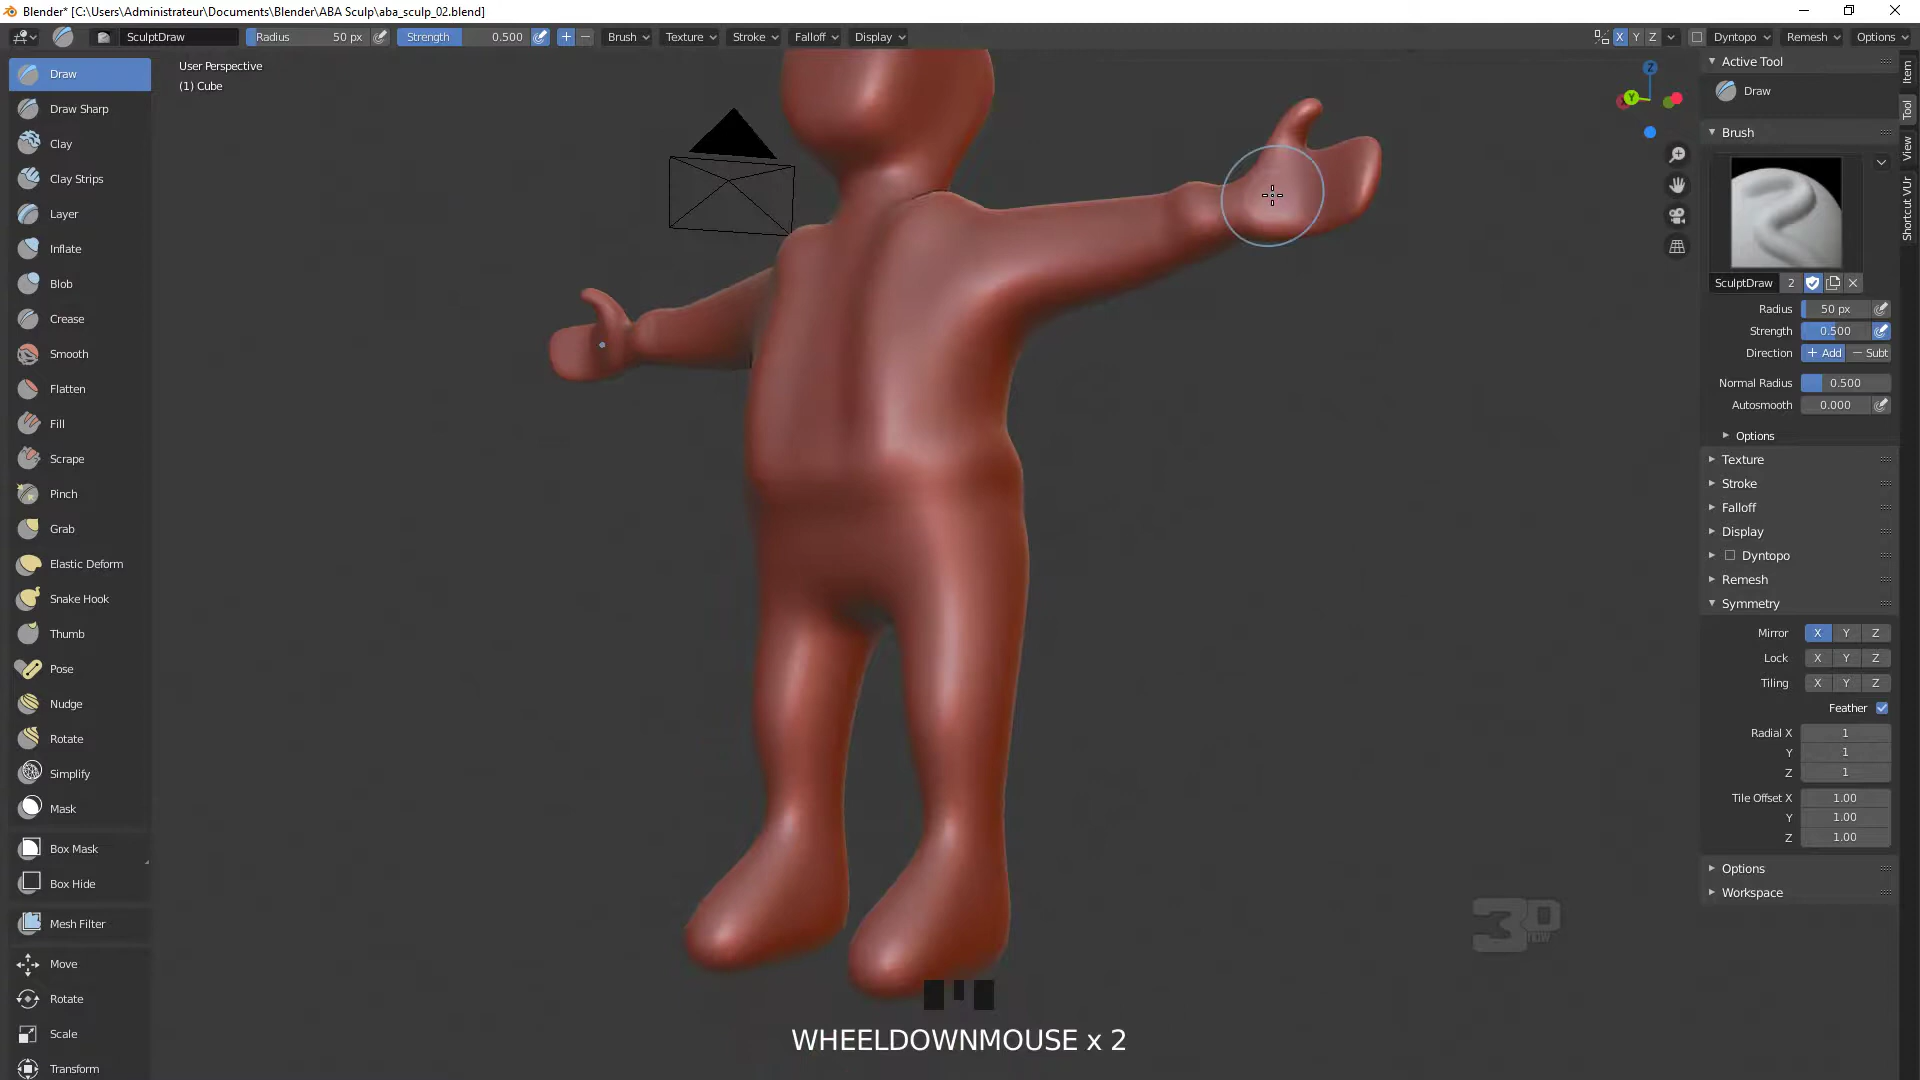 Blender* [C:\Users\Administrateur\Documents\Blender\ABA Sculp\aba_sculp_02.blend]
SculptDraw Radius 50 px Strength 0.500 Brush Texture Stroke Falloff Display X Y Z Dyntopo Remesh Options
User Perspective
(1) Cube
Draw
Draw Sharp
Clay
Clay Strips
Layer
Inflate
Blob
Crease
Smooth
Flatten
Fill
Scrape
Pinch
Grab
Elastic Deform
Snake Hook
Thumb
Pose
Nudge
Rotate
Simplify
Mask
Box Mask
Box Hide
Mesh Filter
Move
Rotate
Scale
Transform
Z
Y
Active Tool
Draw
Brush
SculptDraw 2
Radius 50 px
Strength 0.500
Direction + Add − Subt
Normal Radius 0.500
Autosmooth 0.000
Options
Texture
Stroke
Falloff
Display
Dyntopo
Remesh
Symmetry
Mirror X Y Z
Lock X Y Z
Tiling X Y Z
Feather
Radial X 1
Y 1
Z 1
Tile Offset X 1.00
Y 1.00
Z 1.00
Options
Workspace
Item
Tool
View
Shortcut VUr
3D
WHEELDOWNMOUSE x 2